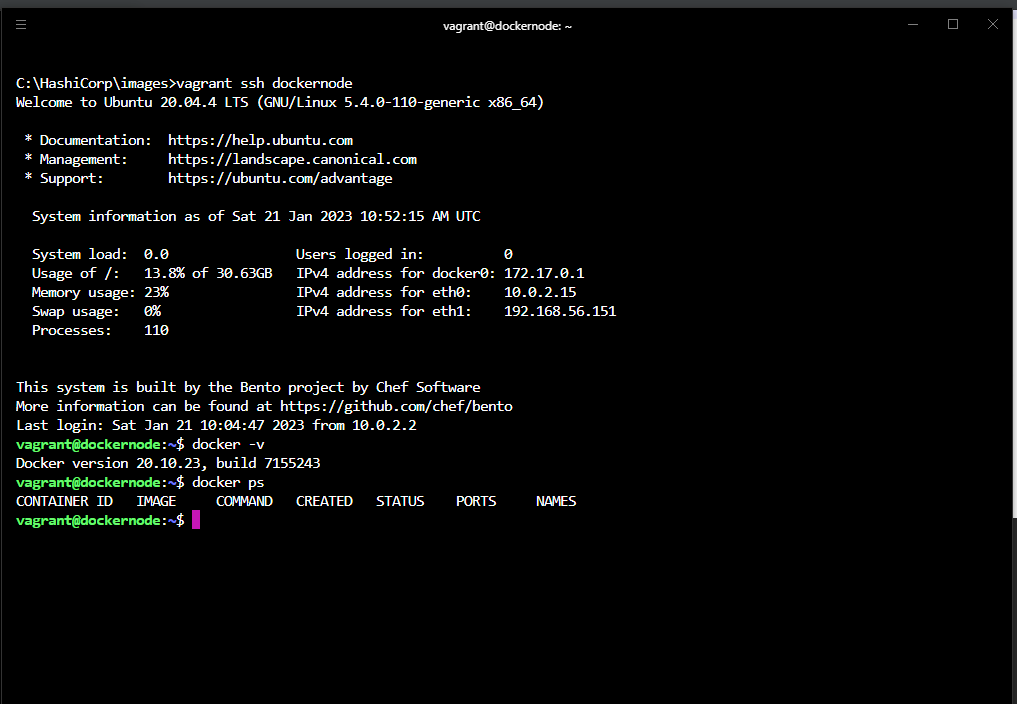 vagrant@dockernode: ~
C:\HashiCorp\images>vagrant ssh dockernode
Welcome to Ubuntu 20.04.4 LTS (GNU/Linux 5.4.0-110-generic x86_64)
* Documentation:  https://help.ubuntu.com
* Management:     https://landscape.canonical.com
* Support:        https://ubuntu.com/advantage
System information as of Sat 21 Jan 2023 10:52:15 AM UTC
System load:  0.0                Users logged in:          0
Usage of /:   13.8% of 30.63GB   IPv4 address for docker0: 172.17.0.1
Memory usage: 23%                IPv4 address for eth0:    10.0.2.15
Swap usage:   0%                 IPv4 address for eth1:    192.168.56.151
Processes:    110
This system is built by the Bento project by Chef Software
More information can be found at https://github.com/chef/bento
Last login: Sat Jan 21 10:04:47 2023 from 10.0.2.2
vagrant@dockernode:~$ docker -v
Docker version 20.10.23, build 7155243
vagrant@dockernode:~$ docker ps
CONTAINER ID   IMAGE     COMMAND   CREATED   STATUS    PORTS     NAMES
vagrant@dockernode:~$